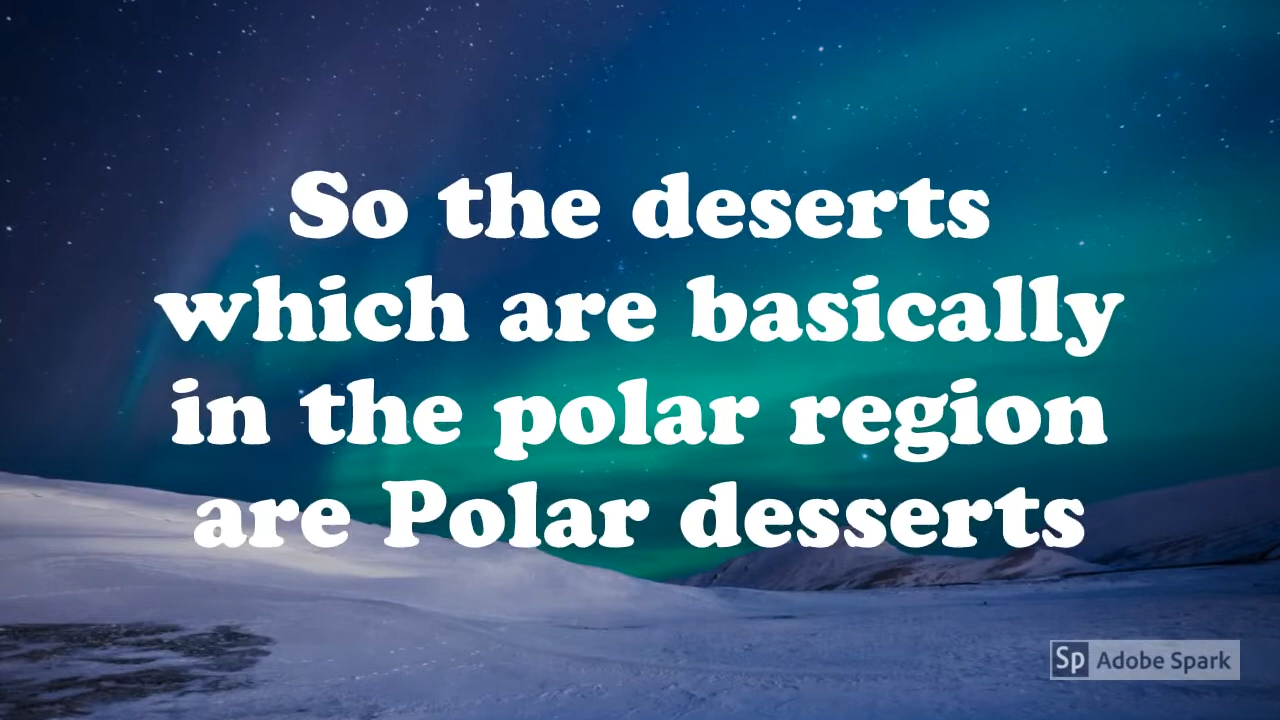 So the deserts
which are basically
in the polar region
are Polar desserts
Sp Adobe Spark